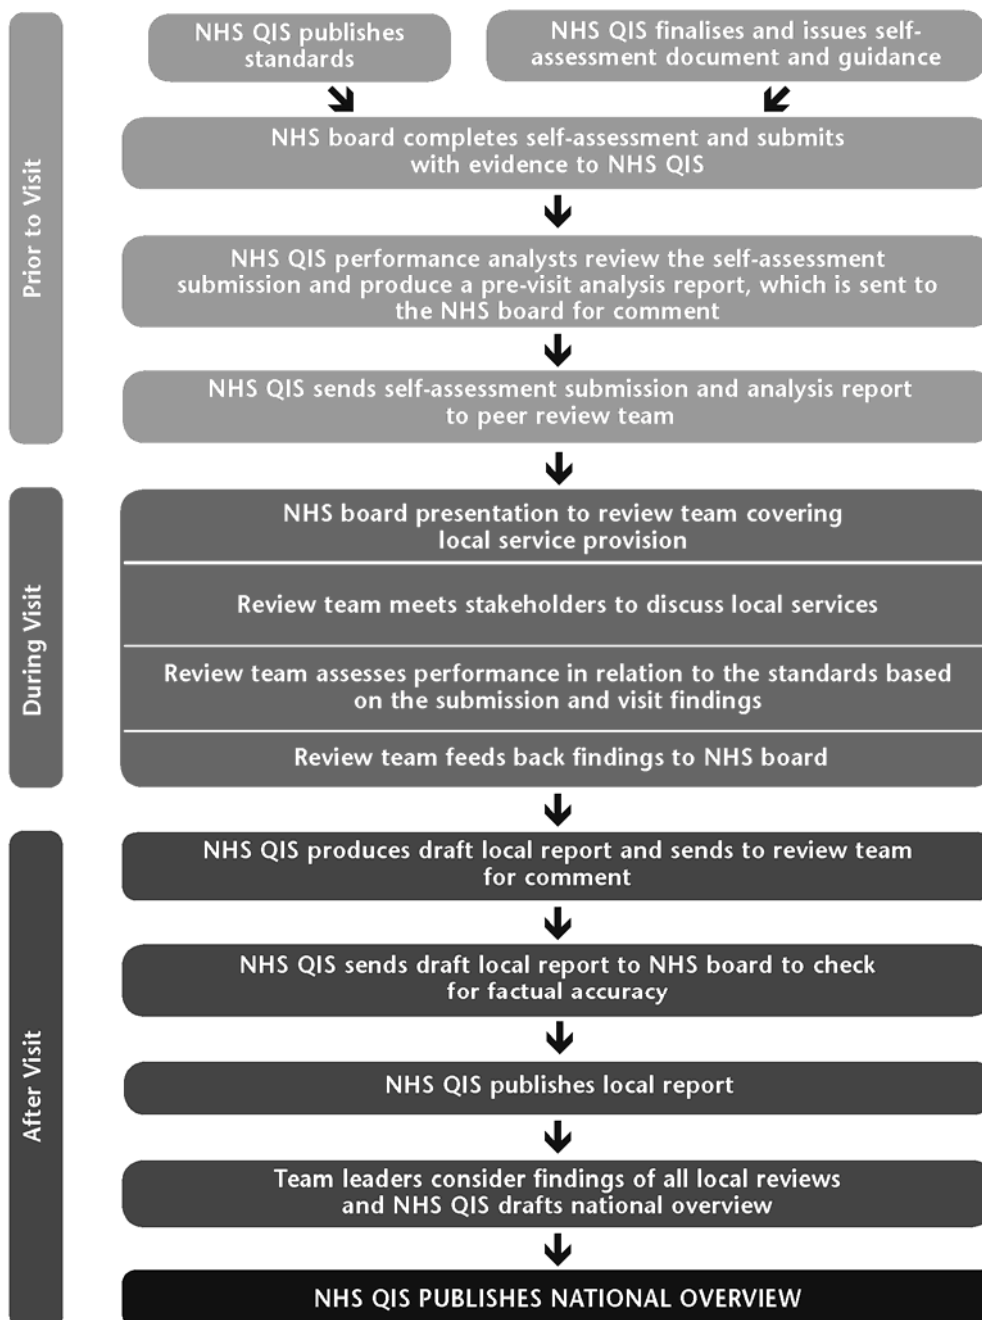 Prior to Visit
NHS QIS publishes
standards
NHS QIS finalises and issues self-
assessment document and guidance
NHS board completes self-assessment and submits
with evidence to NHS QIS
NHS QIS performance analysts review the self-assessment
submission and produce a pre-visit analysis report, which is sent to
the NHS board for comment
NHS QIS sends self-assessment submission and analysis report
to peer review team
During Visit
NHS board presentation to review team covering
local service provision
Review team meets stakeholders to discuss local services
Review team assesses performance in relation to the standards based
on the submission and visit findings
Review team feeds back findings to NHS board
After Visit
NHS QIS produces draft local report and sends to review team
for comment
NHS QIS sends draft local report to NHS board to check
for factual accuracy
NHS QIS publishes local report
Team leaders consider findings of all local reviews
and NHS QIS drafts national overview
NHS QIS PUBLISHES NATIONAL OVERVIEW